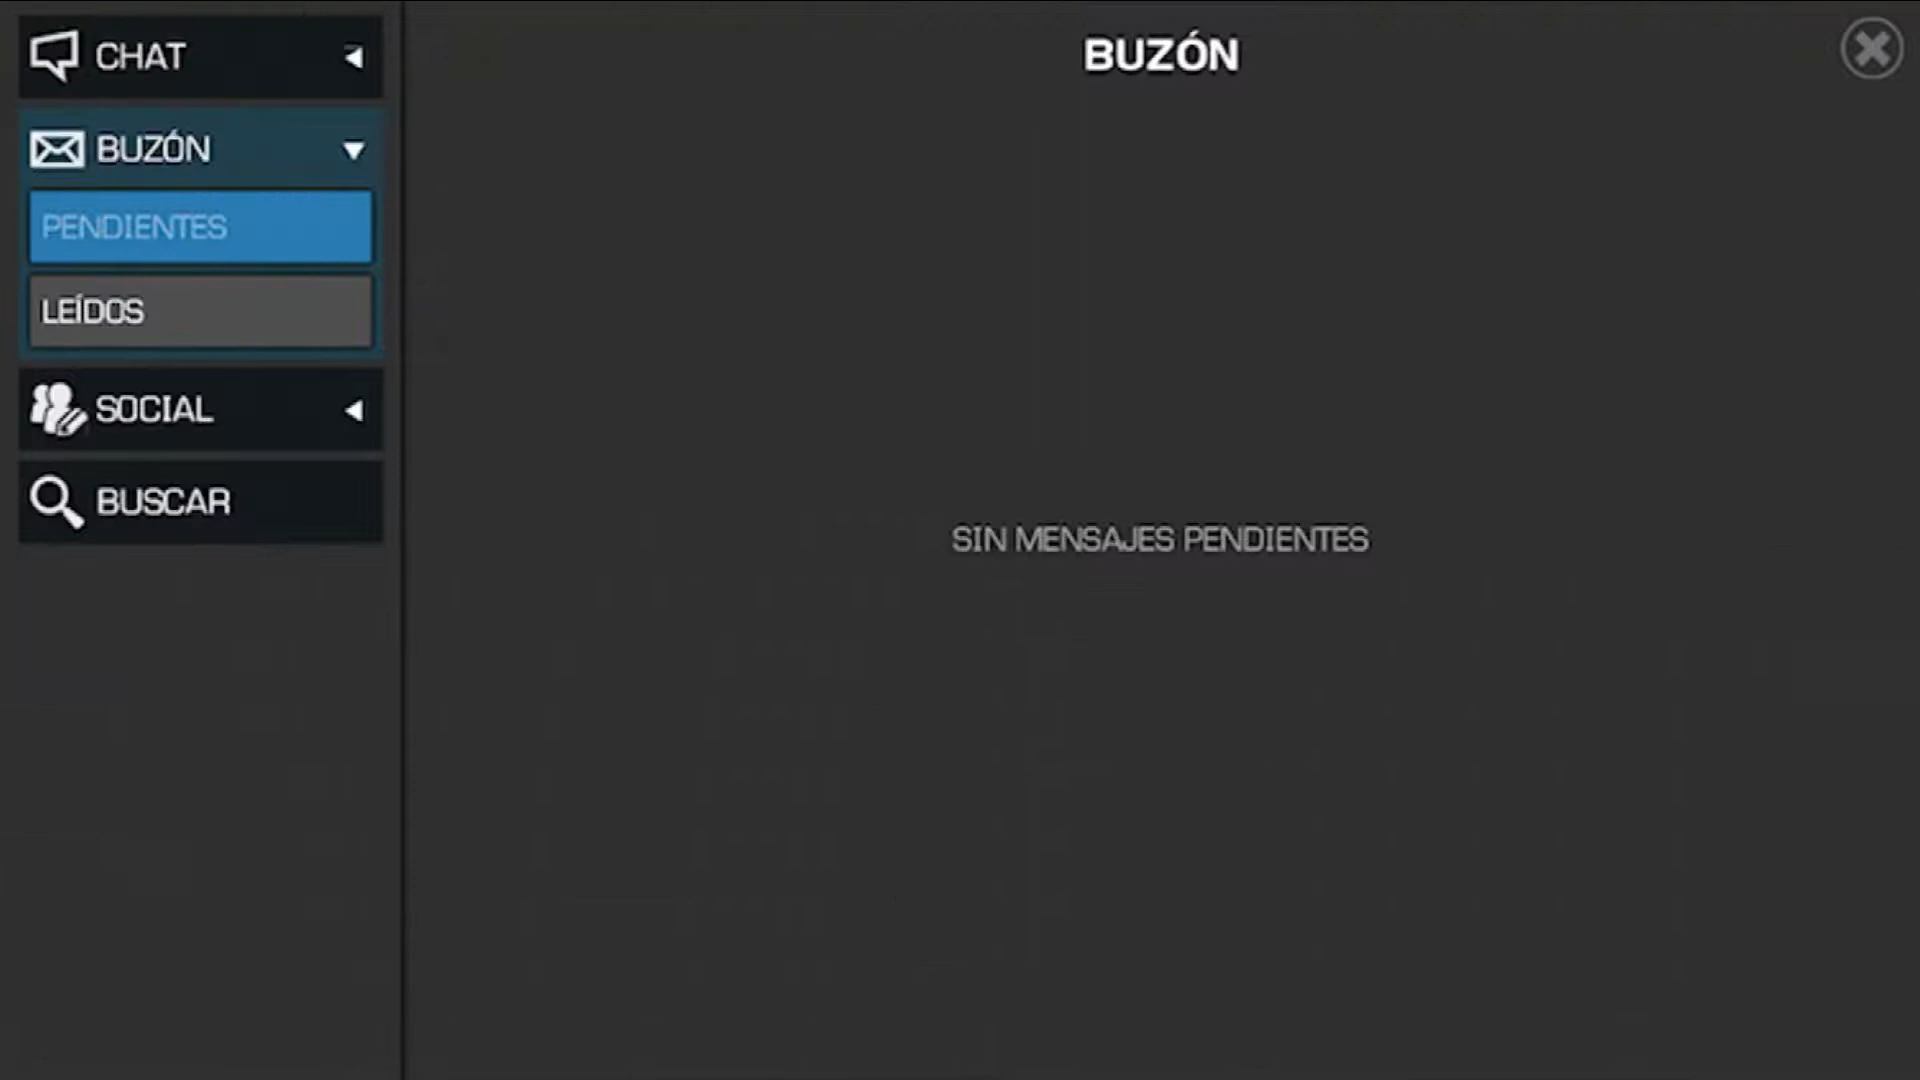 CHAT
BUZÓN
PENDIENTES
LEÍDOS
SOCIAL
BUSCAR
BUZÓN
SIN MENSAJES PENDIENTES